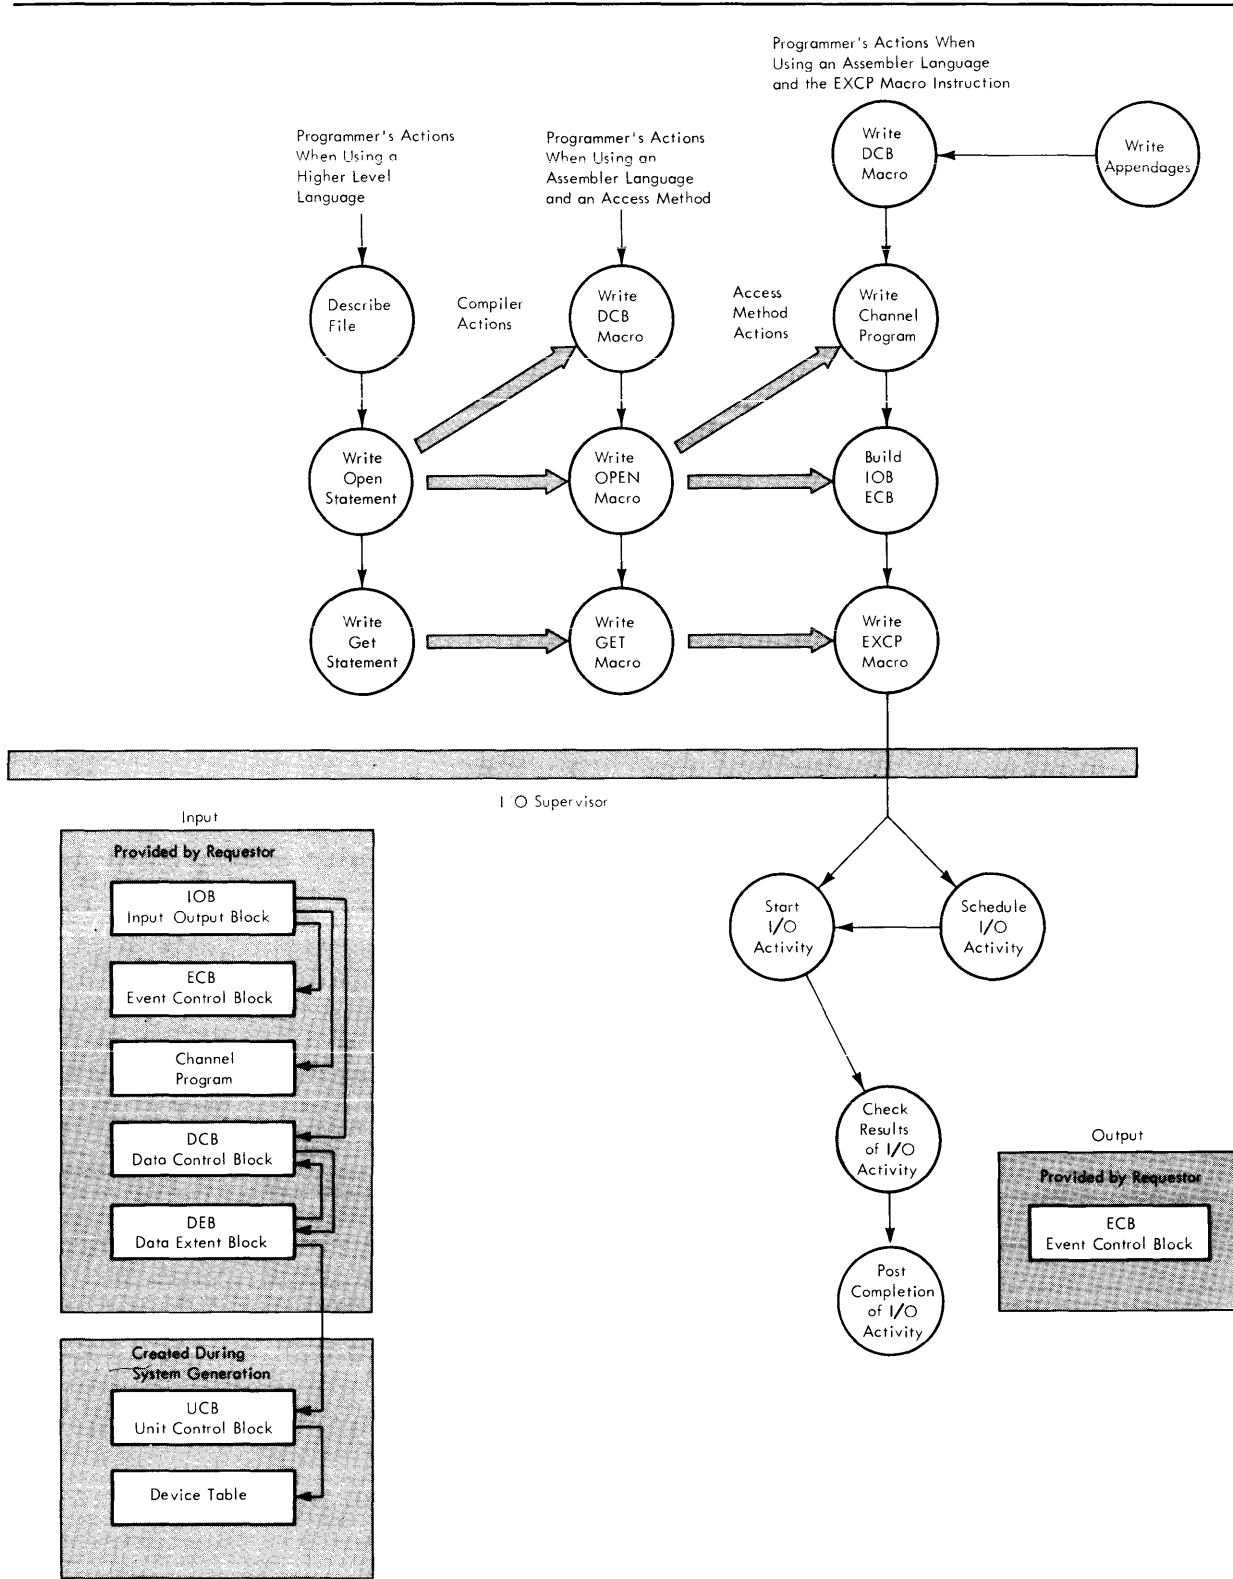 Programmer's Actions When
Using an Assembler Language
and the EXCP Macro Instruction
Write
DCB
Macro
Write
Appendages
Programmer's Actions
When Using a
Higher Level
Language
Programmer's Actions
When Using an
Assembler Language
and an Access Method
Describe
File
Compiler
Actions
Write
DCB
Macro
Access
Method
Actions
Write
Channel
Program
Write
Open
Statement
Write
OPEN
Macro
Build
IOB
ECB
Write
Get
Statement
Write
GET
Macro
Write
EXCP
Macro
I/O Supervisor
Input
Provided by Requestor
IOB
Input Output Block
ECB
Event Control Block
Channel
Program
DCB
Data Control Block
DEB
Data Extent Block
Created During
System Generation
UCB
Unit Control Block
Device Table
Start
I/O
Activity
Schedule
I/O
Activity
Check
Results
of I/O
Activity
Post
Completion
of I/O
Activity
Output
Provided by Requestor
ECB
Event Control Block